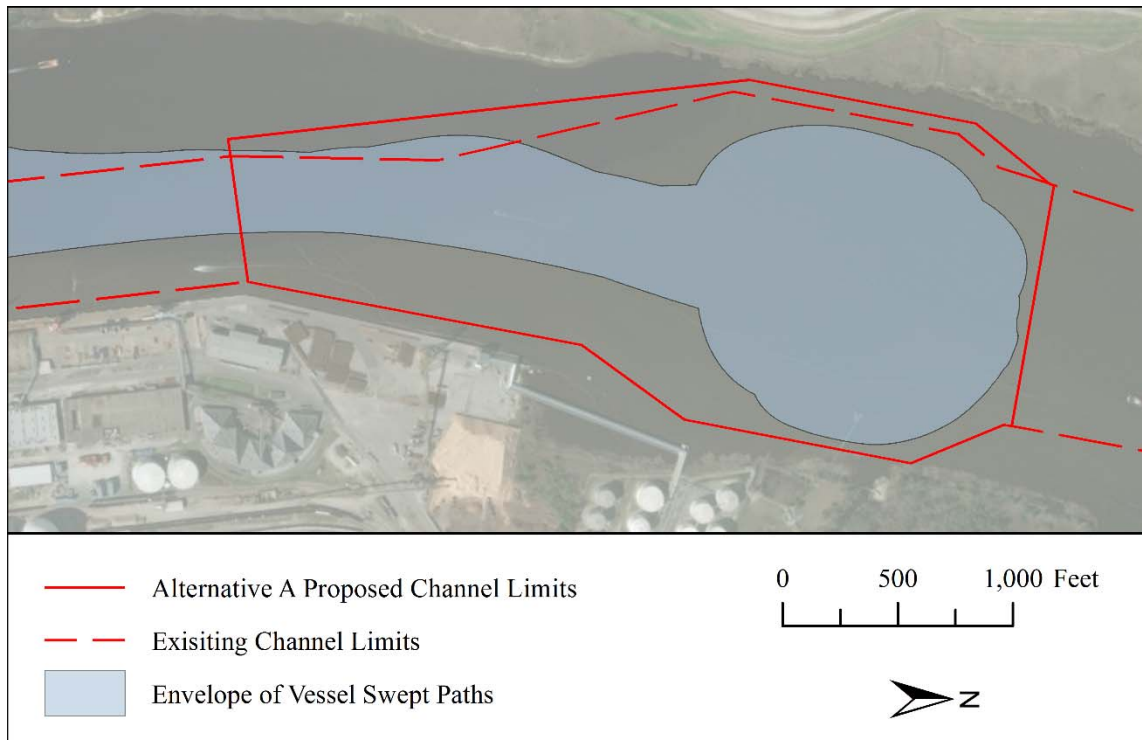 Alternative A Proposed Channel Limits
Exisiting Channel Limits
Envelope of Vessel Swept Paths
0 500 1,000 Feet
N